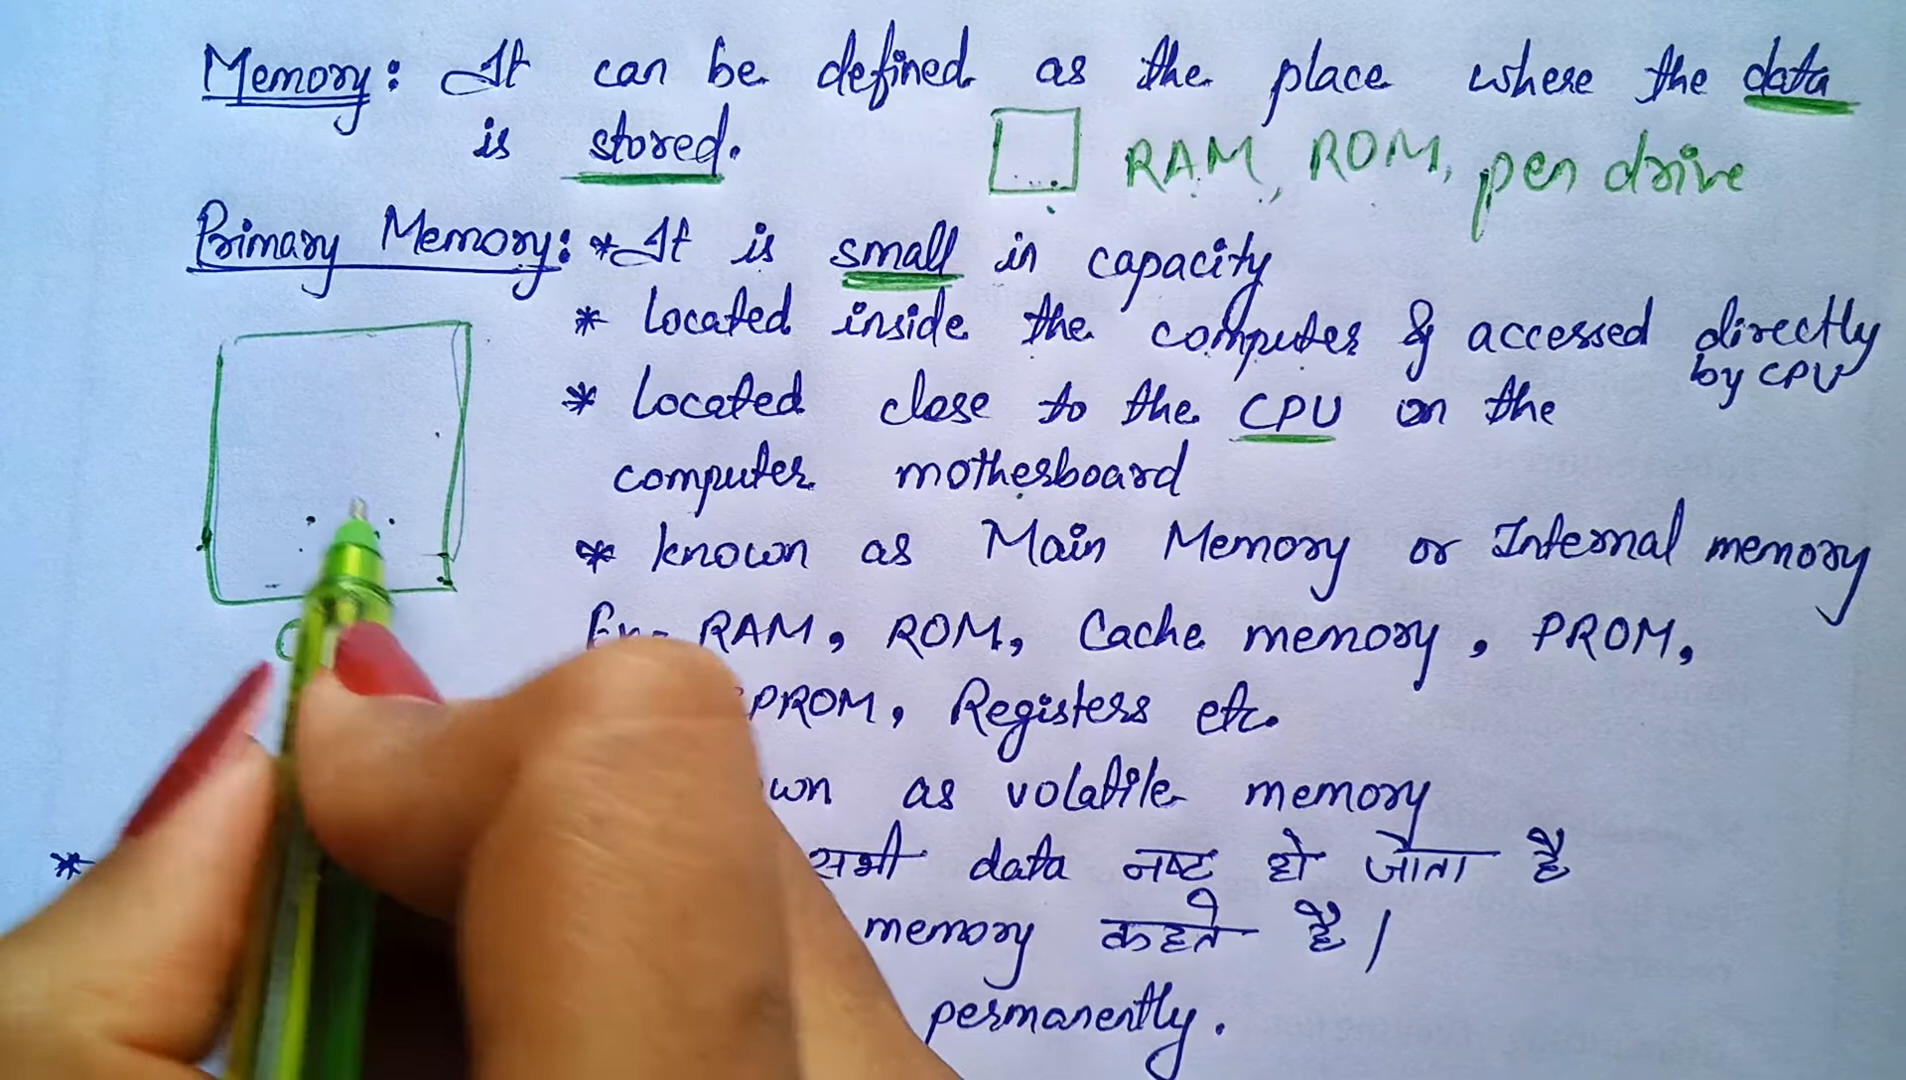 Memory: It can be defined as the place where the data
is stored.
RAM, ROM, pen drive
Primary Memory: * It is small in capacity
* Located inside the computer & accessed directly
by CPU
* Located close to the CPU on the
computer motherboard
* known as Main Memory or Internal memory
Ex- RAM, ROM, Cache memory, PROM,
PROM, Registers etc.
wn as volatile memory
* सभी data नष्ट हो जाता है
memory कहते हैं।
permanently.